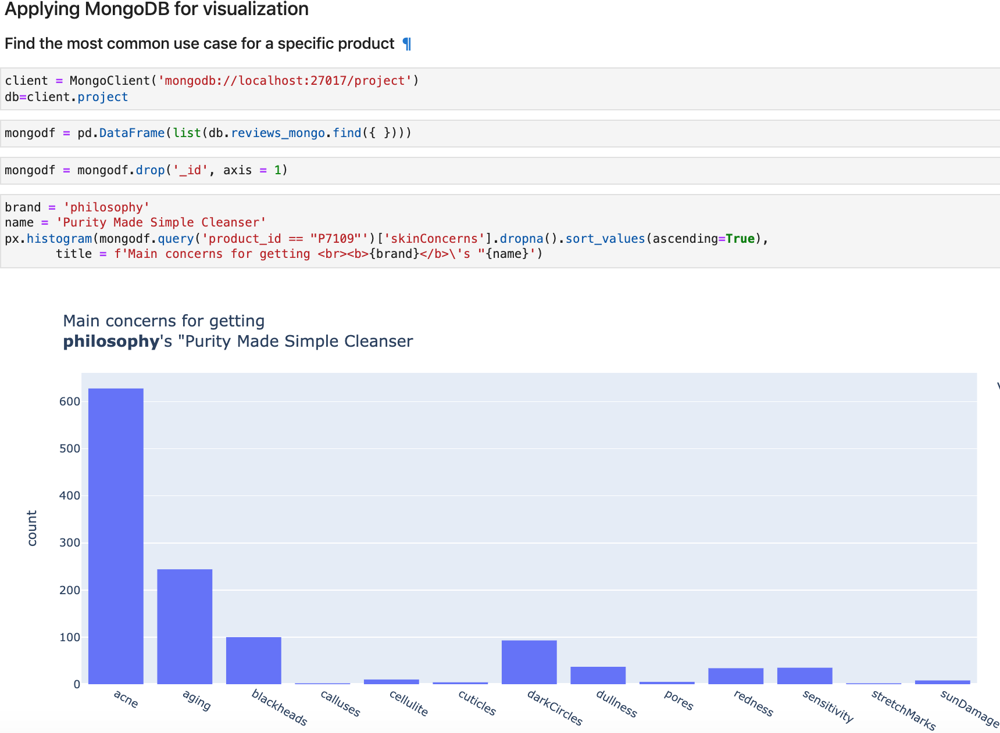 Applying MongoDB for visualization
Find the most common use case for a specific product ¶
client = MongoClient('mongodb://localhost:27017/project')
db=client.project
mongodf = pd.DataFrame(list(db.reviews_mongo.find({ })))
mongodf = mongodf.drop('_id', axis = 1)
brand = 'philosophy'
name = 'Purity Made Simple Cleanser'
px.histogram(mongodf.query('product_id == "P7109"')['skinConcerns'].dropna().sort_values(ascending=True),
title = f'Main concerns for getting <br><b>{brand}</b>\'s "{name}')
Main concerns for getting
philosophy's "Purity Made Simple Cleanser
600
500
400
300
200
100
0
count
acne
aging
blackheads
calluses
cellulite
cuticles
darkCircles
dullness
pores
redness
sensitivity
stretchMarks
sunDamage